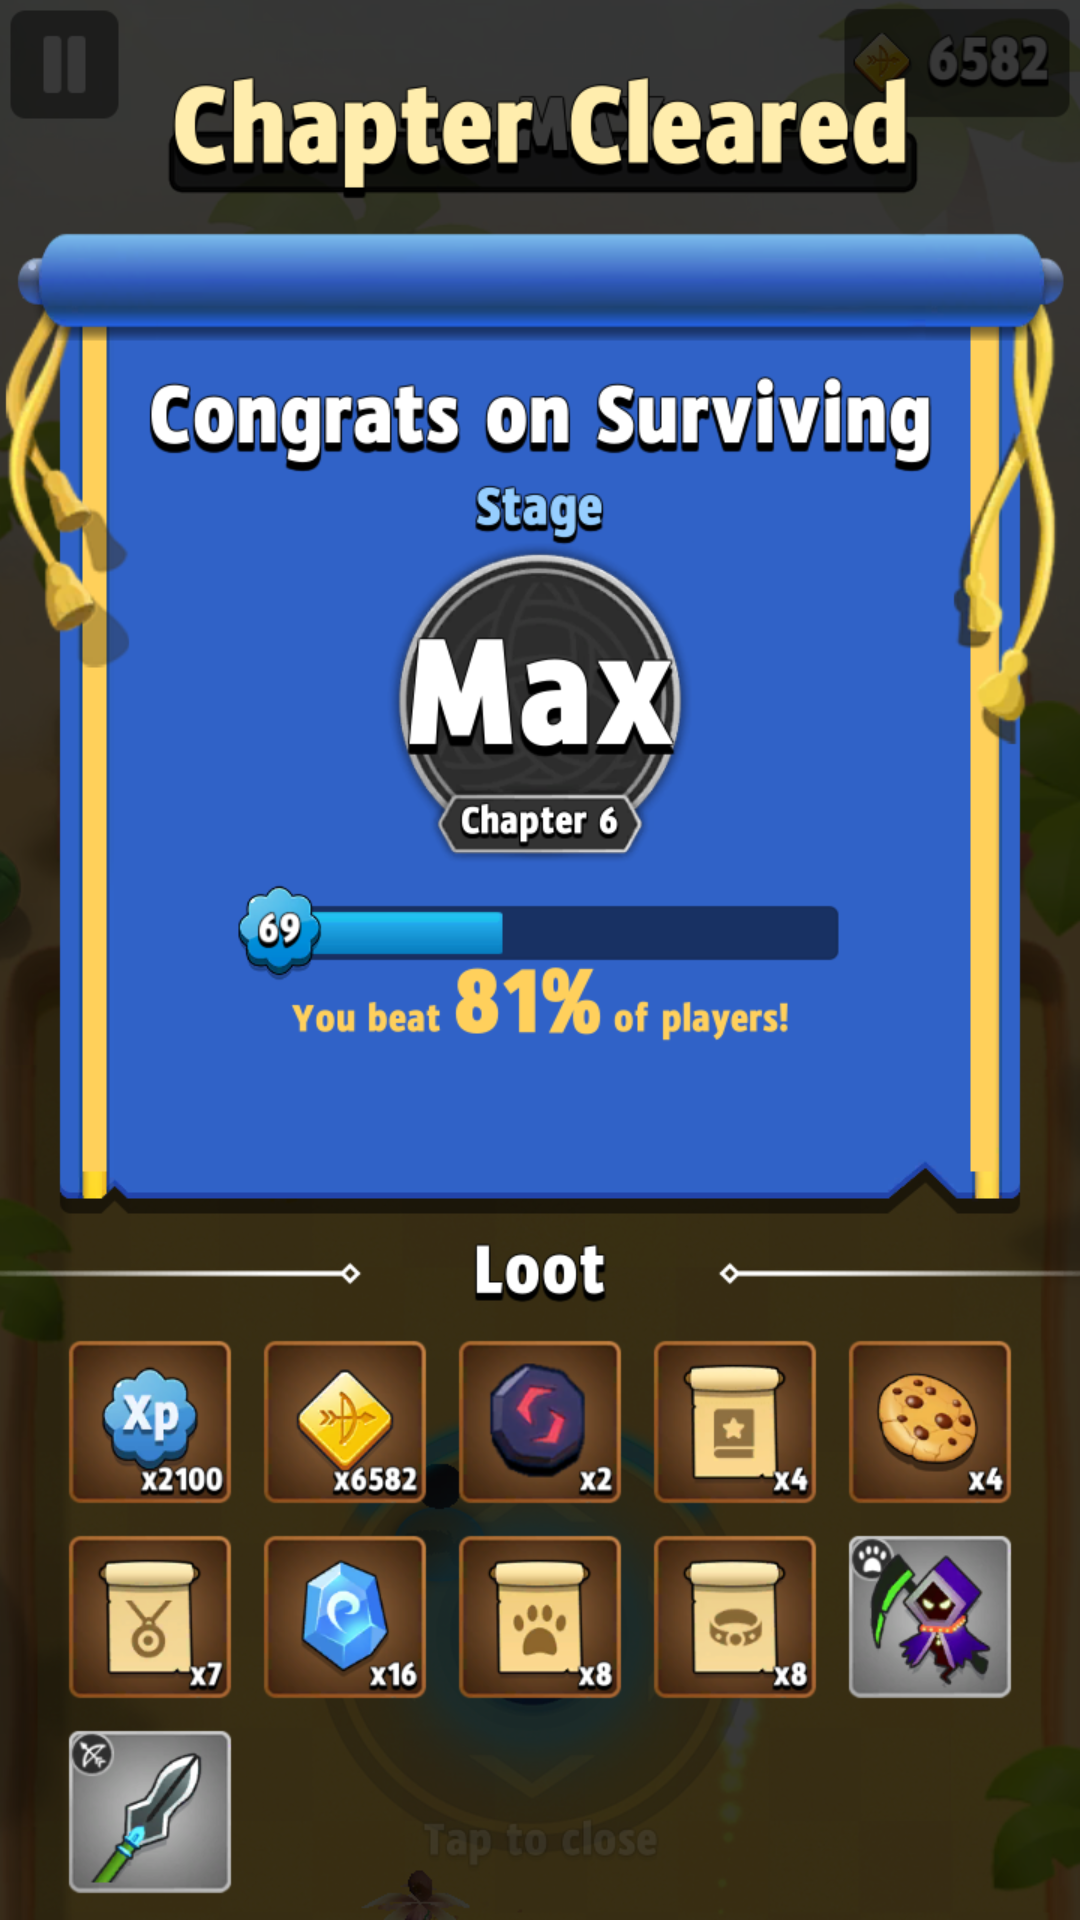 6582
MAX
Chapter Cleared
Congrats on Surviving
Stage
Max
Chapter 6
69
You beat 81% of players!
Loot
Xp x2100
x6582
x2
x4
x4
x7
x16
x8
x8
Tap to close